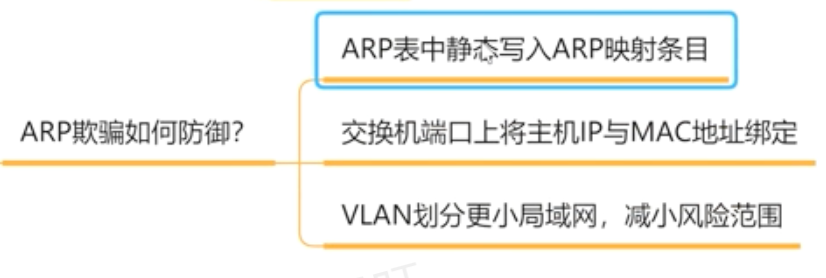 ARP表中静态写入ARP映射条目
ARP欺骗如何防御？
交换机端口上将主机IP与MAC地址绑定
VLAN划分更小局域网，减小风险范围